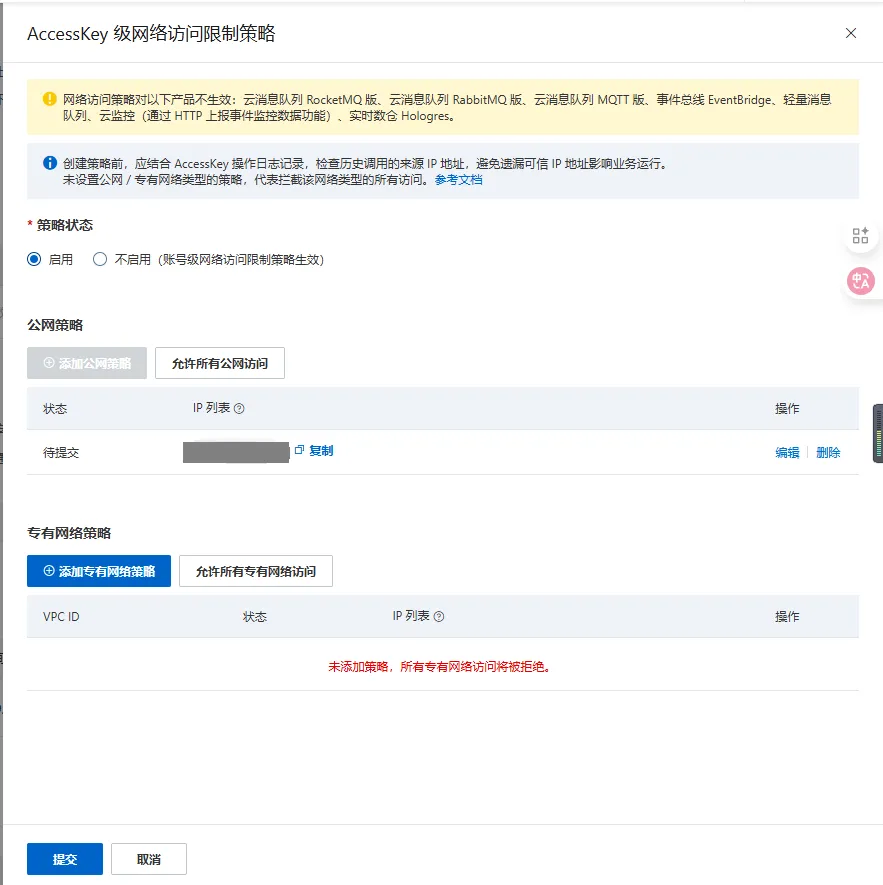 AccessKey 级网络访问限制策略
网络访问策略对以下产品不生效：云消息队列 RocketMQ 版、云消息队列 RabbitMQ 版、云消息队列 MQTT 版、事件总线 EventBridge、轻量消息
队列、云监控（通过 HTTP 上报事件监控数据功能）、实时数仓 Hologres。
创建策略前，应结合 AccessKey 操作日志记录，检查历史调用的来源 IP 地址，避免遗漏可信 IP 地址影响业务运行。
未设置公网 / 专有网络类型的策略，代表拦截该网络类型的所有访问。参考文档
* 策略状态
启用 不启用（账号级网络访问限制策略生效）
公网策略
添加公网策略 允许所有公网访问
状态 IP 列表 操作
待提交 复制 编辑 删除
专有网络策略
添加专有网络策略 允许所有专有网络访问
VPC ID 状态 IP 列表 操作
未添加策略，所有专有网络访问将被拒绝。
提交 取消